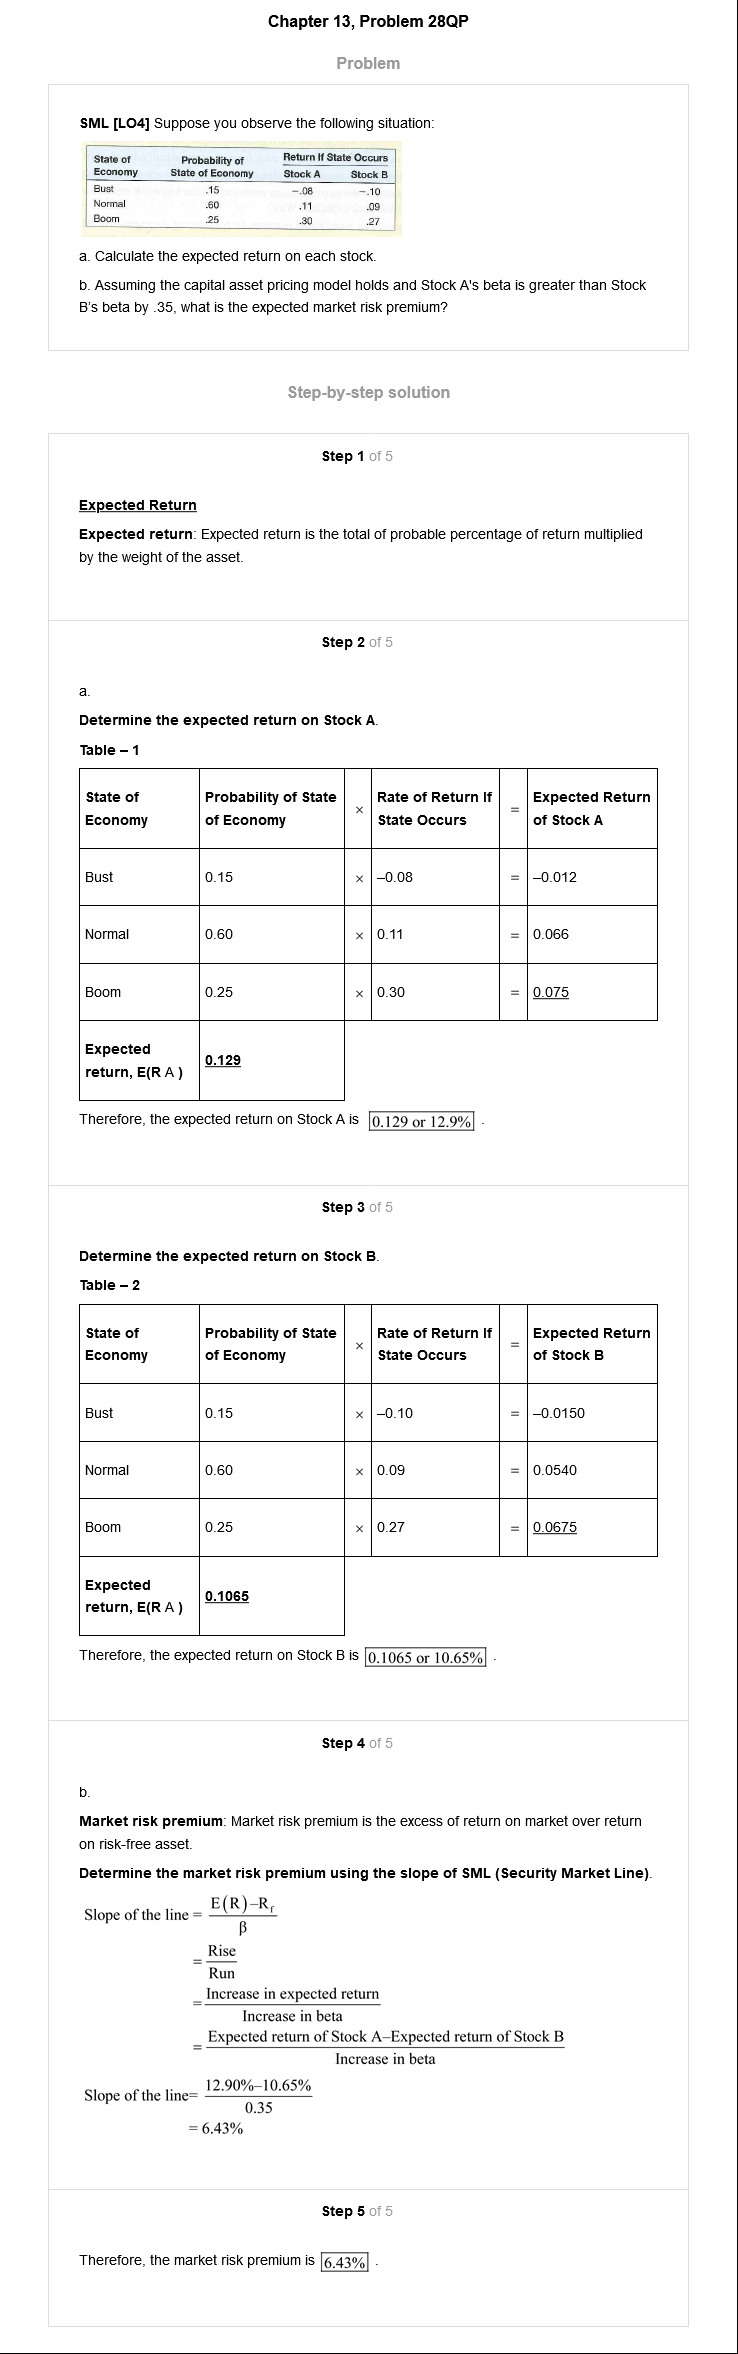 Chapter 13, Problem 28QP
Problem
SML [LO4] Suppose you observe the following situation:
State of Economy Probability of State of Economy Return If State Occurs
Stock A Stock B
Bust .15 –.08 –.10
Normal .60 .11 .09
Boom .25 .30 .27
a. Calculate the expected return on each stock.
b. Assuming the capital asset pricing model holds and Stock A's beta is greater than Stock
B's beta by .35, what is the expected market risk premium?
Step-by-step solution
Step 1 of 5
Expected Return
Expected return: Expected return is the total of probable percentage of return multiplied
by the weight of the asset.
Step 2 of 5
a.
Determine the expected return on Stock A.
Table – 1
State of Economy Probability of State of Economy × Rate of Return If State Occurs = Expected Return of Stock A
Bust 0.15 × –0.08 = –0.012
Normal 0.60 × 0.11 = 0.066
Boom 0.25 × 0.30 = 0.075
Expected return, E(R A ) 0.129
Therefore, the expected return on Stock A is 0.129 or 12.9% .
Step 3 of 5
Determine the expected return on Stock B.
Table – 2
State of Economy Probability of State of Economy × Rate of Return If State Occurs = Expected Return of Stock B
Bust 0.15 × –0.10 = –0.0150
Normal 0.60 × 0.09 = 0.0540
Boom 0.25 × 0.27 = 0.0675
Expected return, E(R A ) 0.1065
Therefore, the expected return on Stock B is 0.1065 or 10.65% .
Step 4 of 5
b.
Market risk premium: Market risk premium is the excess of return on market over return
on risk-free asset.
Determine the market risk premium using the slope of SML (Security Market Line).
Slope of the line = E(R)–Rf
β
= Rise
Run
= Increase in expected return
Increase in beta
= Expected return of Stock A–Expected return of Stock B
Increase in beta
Slope of the line= 12.90%–10.65%
0.35
= 6.43%
Step 5 of 5
Therefore, the market risk premium is 6.43% .